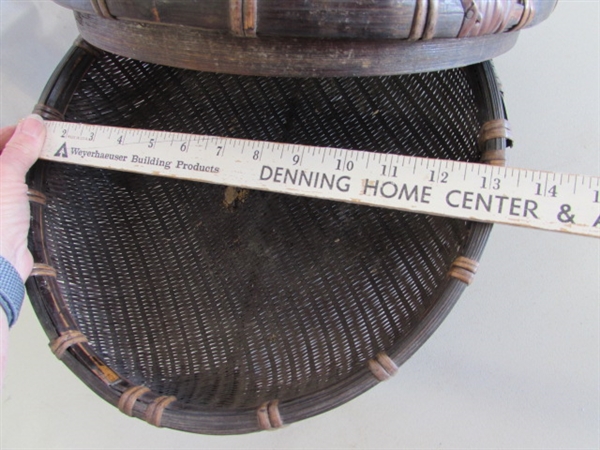 2 3 4 5 6 7 8 9 10 11 12 13 14
Weyerhaeuser Building Products
DENNING HOME CENTER &